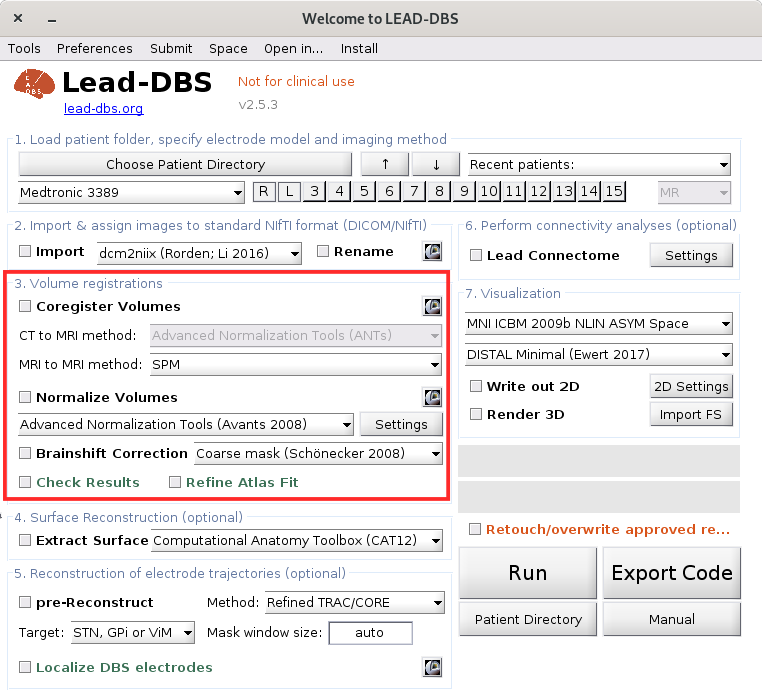 Welcome to LEAD-DBS
Tools Preferences Submit Space Open in... Install
Lead-DBS
Not for clinical use
lead-dbs.org
v2.5.3
1. Load patient folder, specify electrode model and imaging method
Choose Patient Directory ↑ ↓ Recent patients:
Medtronic 3389 R L 3 4 5 6 7 8 9 10 11 12 13 14 15 MR
2. Import & assign images to standard NIfTI format (DICOM/NIfTI)
Import dcm2niix (Rorden; Li 2016) Rename
3. Volume registrations
Coregister Volumes
CT to MRI method: Advanced Normalization Tools (ANTs)
MRI to MRI method: SPM
Normalize Volumes
Advanced Normalization Tools (Avants 2008) Settings
Brainshift Correction Coarse mask (Schönecker 2008)
Check Results Refine Atlas Fit
4. Surface Reconstruction (optional)
Extract Surface Computational Anatomy Toolbox (CAT12)
5. Reconstruction of electrode trajectories (optional)
pre-Reconstruct Method: Refined TRAC/CORE
Target: STN, GPi or ViM Mask window size: auto
Localize DBS electrodes
6. Perform connectivity analyses (optional)
Lead Connectome Settings
7. Visualization
MNI ICBM 2009b NLIN ASYM Space
DISTAL Minimal (Ewert 2017)
Write out 2D 2D Settings
Render 3D Import FS
Retouch/overwrite approved re...
Run Export Code
Patient Directory Manual